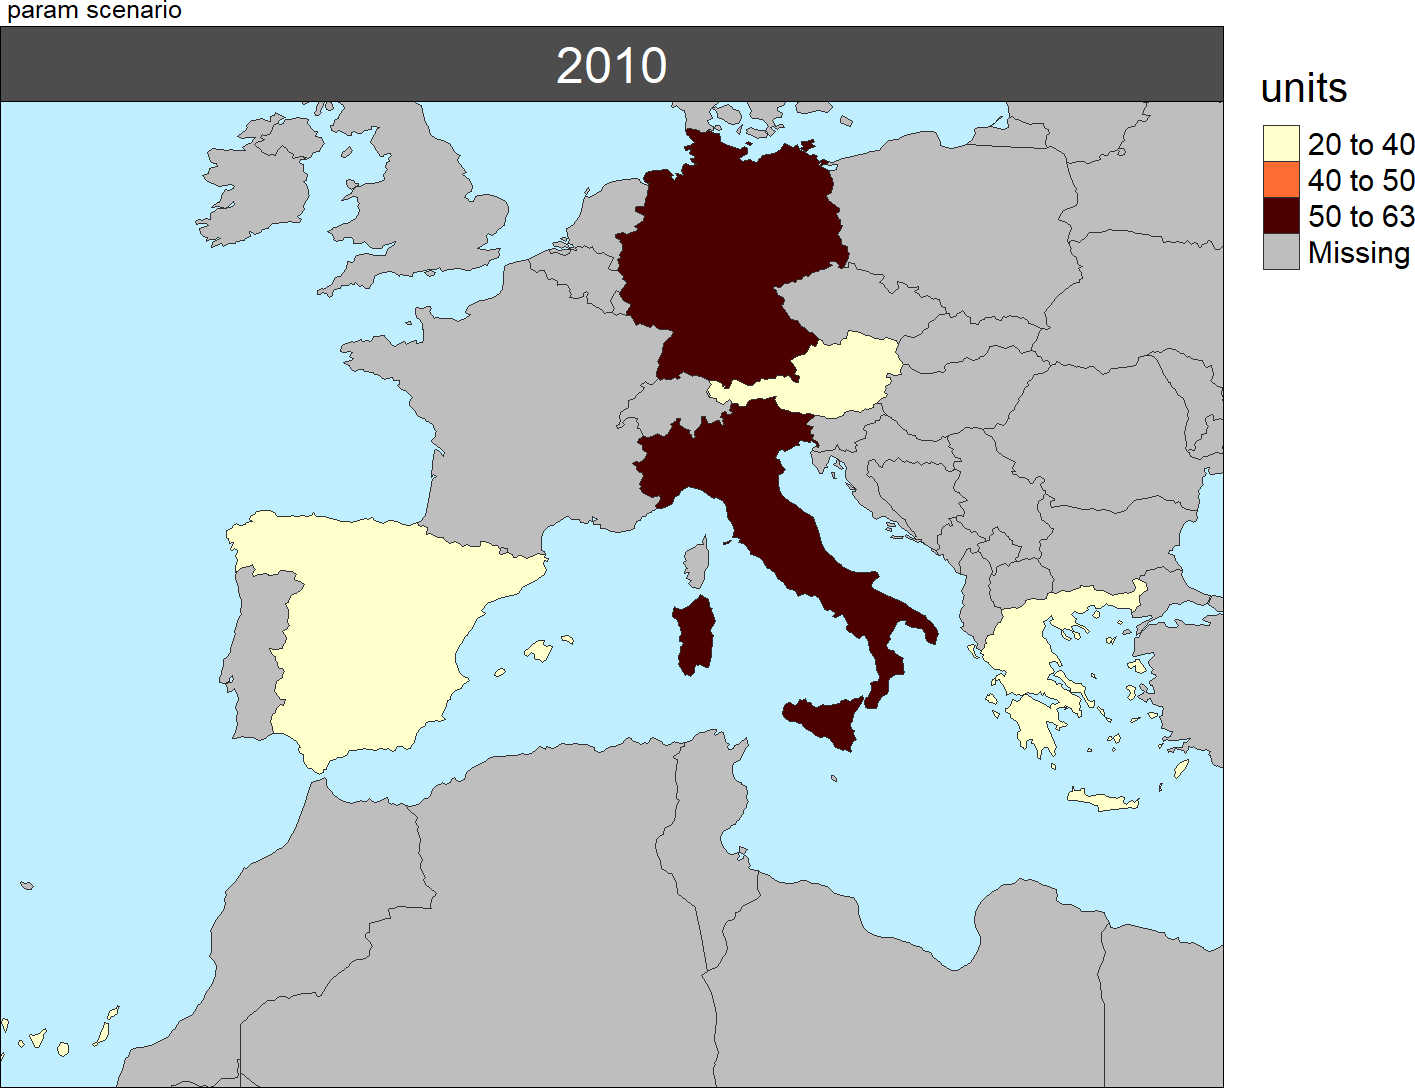 param scenario
2010
units
20 to 40
40 to 50
50 to 63
Missing